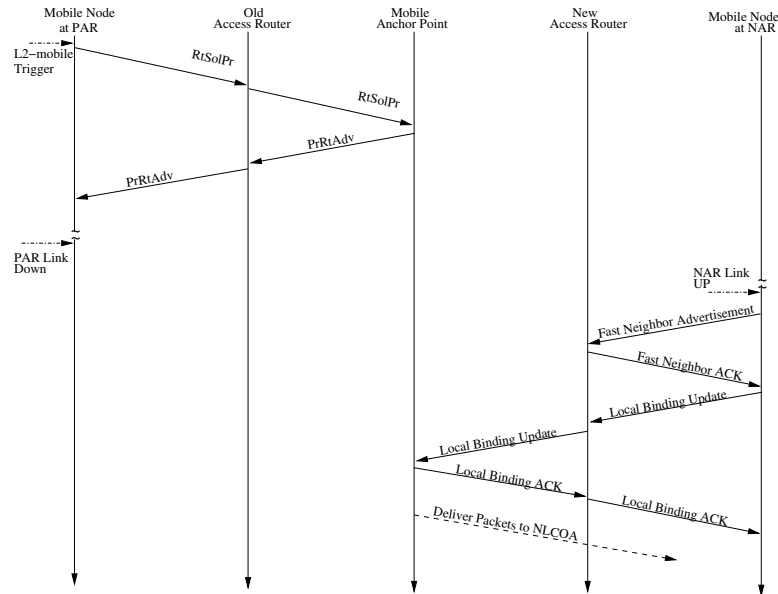 Mobile Node
at PAR
Old
Access Router
Mobile
Anchor Point
New
Access Router
Mobile Node
at NAR
L2-mobile
Trigger
RtSolPr
RtSolPr
PrRtAdv
PrRtAdv
PAR Link
Down
NAR Link
UP
Fast Neighbor Advertisement
Fast Neighbor ACK
Local Binding Update
Local Binding Update
Local Binding ACK
Local Binding ACK
Deliver Packets to NLCOA